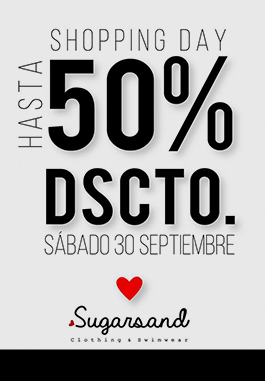 SHOPPING DAY
HASTA
50%
DSCTO.
SÁBADO 30 SEPTIEMBRE
Sugarsand
Clothing & Swimwear